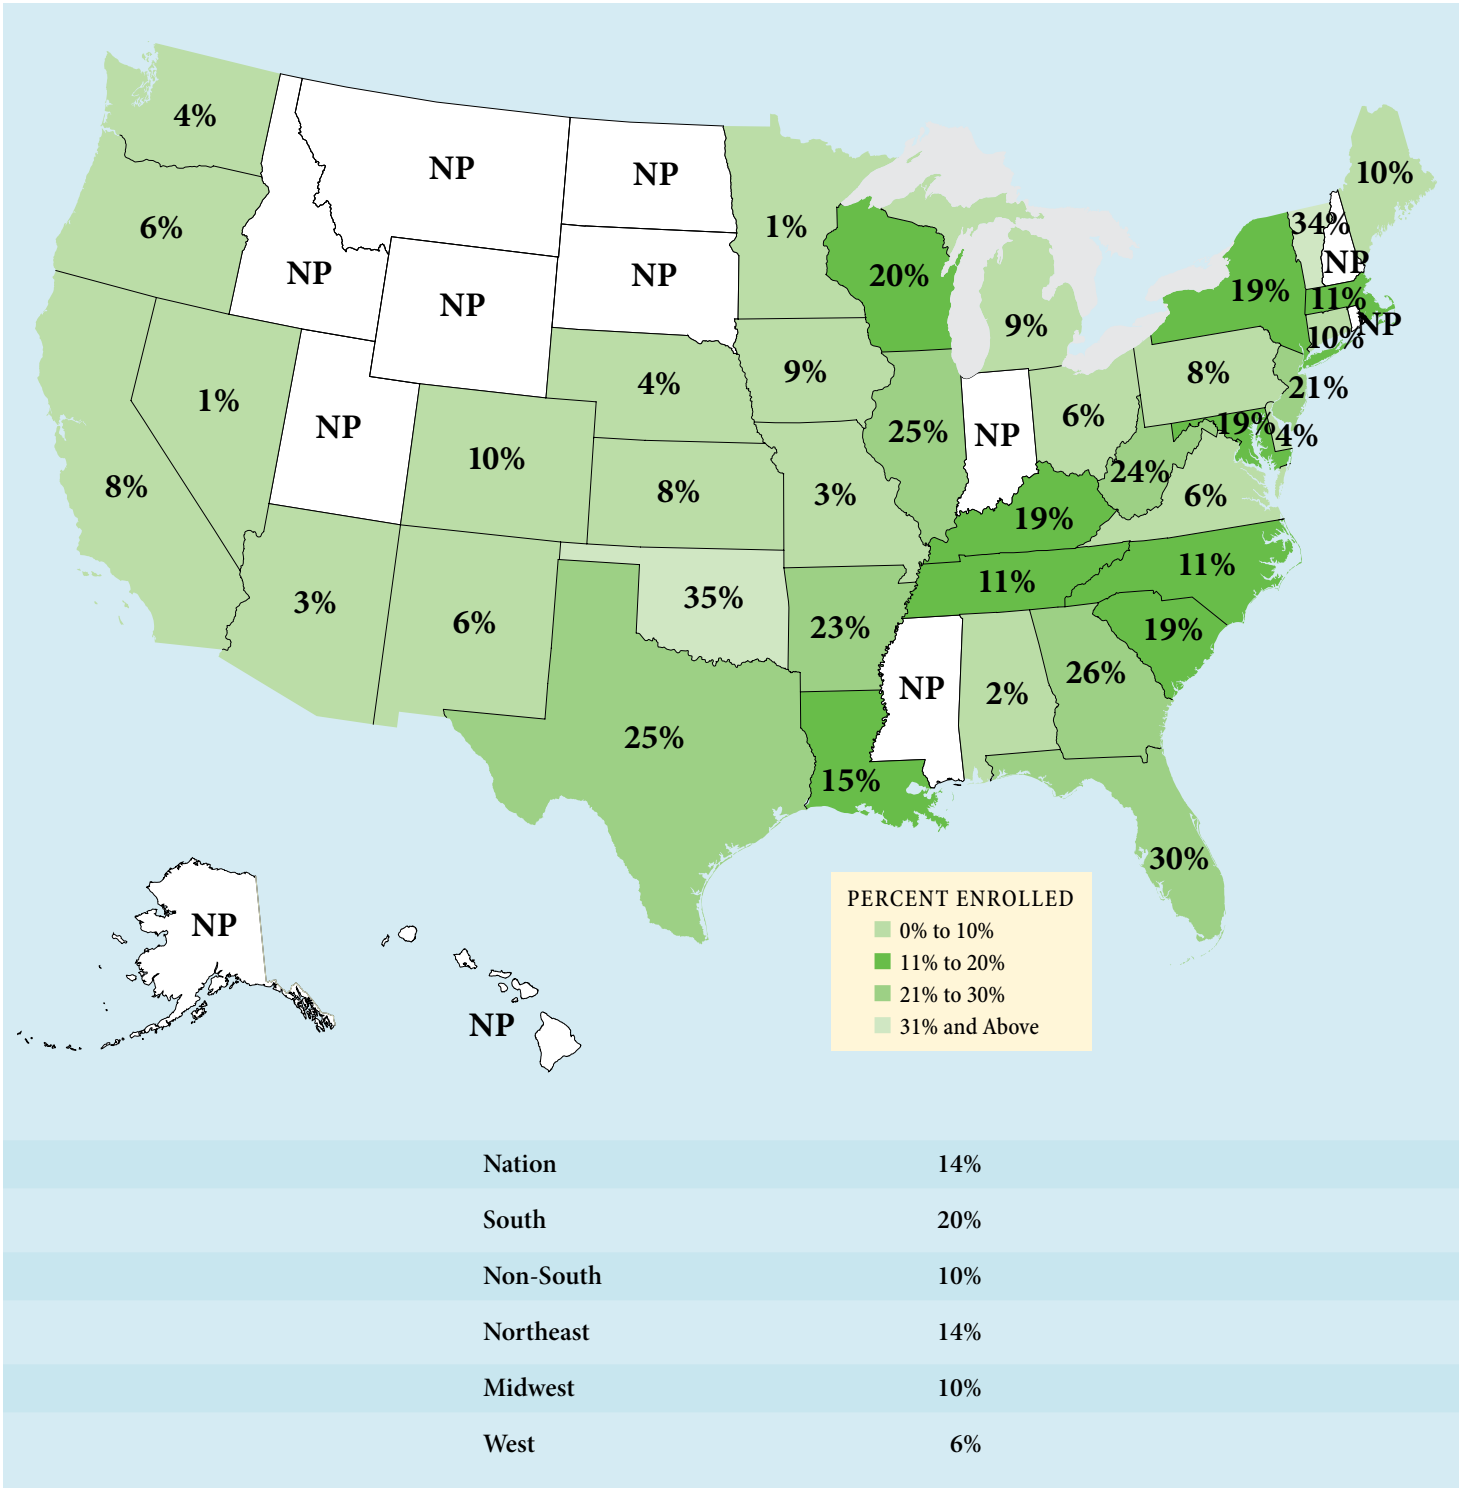 4%
NP
NP
10%
6%
1%
34%
NP
NP
20%
NP
NP
19%
11%
9%
NP
10%
9%
8%
4%
21%
1%
6%
NP
25%
NP
19%
4%
10%
24%
8%
8%
3%
6%
19%
11%
11%
3%
35%
6%
23%
19%
26%
NP
2%
25%
15%
30%
NP
NP
PERCENT ENROLLED
0% to 10%
11% to 20%
21% to 30%
31% and Above
Nation 14%
South 20%
Non-South 10%
Northeast 14%
Midwest 10%
West 6%